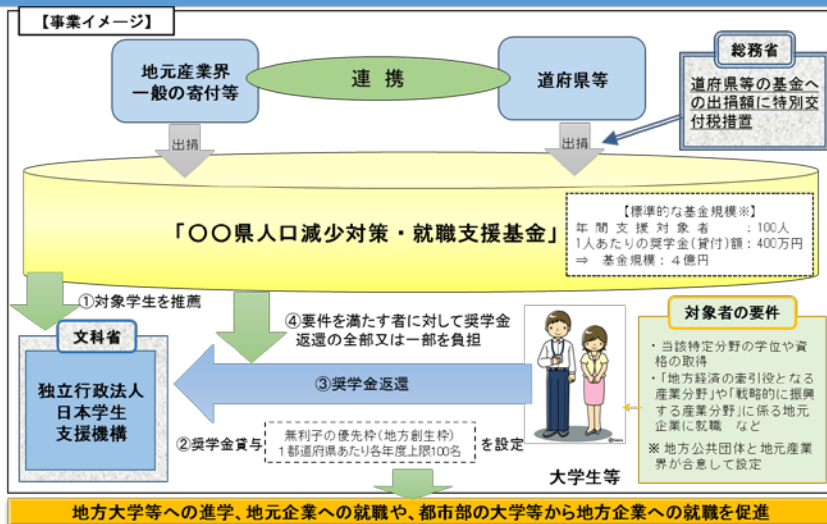 【事業イメージ】
地元産業界
一般の寄付等
連携
道府県等
総務省
道府県等の基金へ
の出捐額に特別交
付税措置
出捐
出捐
「〇〇県人口減少対策・就職支援基金」
【標準的な基金規模※】
年間支援対象者 :100人
1人あたりの奨学金(貸付)額:400万円
⇒ 基金規模:4億円
①対象学生を推薦
文科省
独立行政法人
日本学生
支援機構
④要件を満たす者に対して奨学金
返還の全部又は一部を負担
③奨学金返還
②奨学金貸与
無利子の優先枠(地方創生枠)
1都道府県あたり各年度上限100名
を設定
大学生等
対象者の要件
・当該特定分野の学位や資
格の取得
・「地方経済の牽引役となる
産業分野」や「戦略的に振興
する産業分野」に係る地元
企業に就職 など
※地方公共団体と地元産業
界が合意して設定
地方大学等への進学、地元企業への就職や、都市部の大学等から地方企業への就職を促進